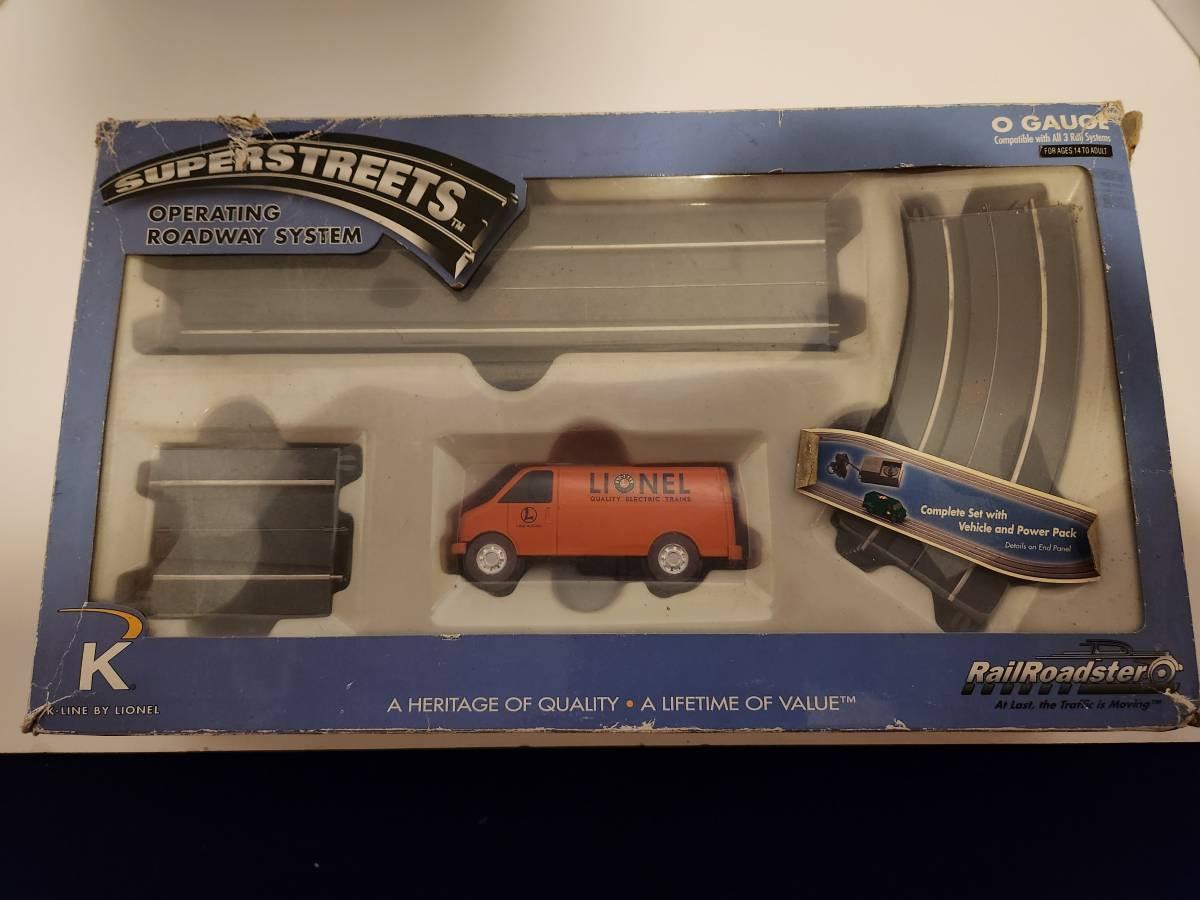 SUPERSTREETS™
OPERATING
ROADWAY SYSTEM
O GAUGE
Compatible with All 3 Rail Systems
FOR AGES 14 TO ADULT
LIONEL
QUALITY ELECTRIC TRAINS
L
Complete Set with
Vehicle and Power Pack
Details on End Panel
K
K-LINE BY LIONEL
A HERITAGE OF QUALITY • A LIFETIME OF VALUE™
RailRoadster
At Last, the Traffic is Moving™